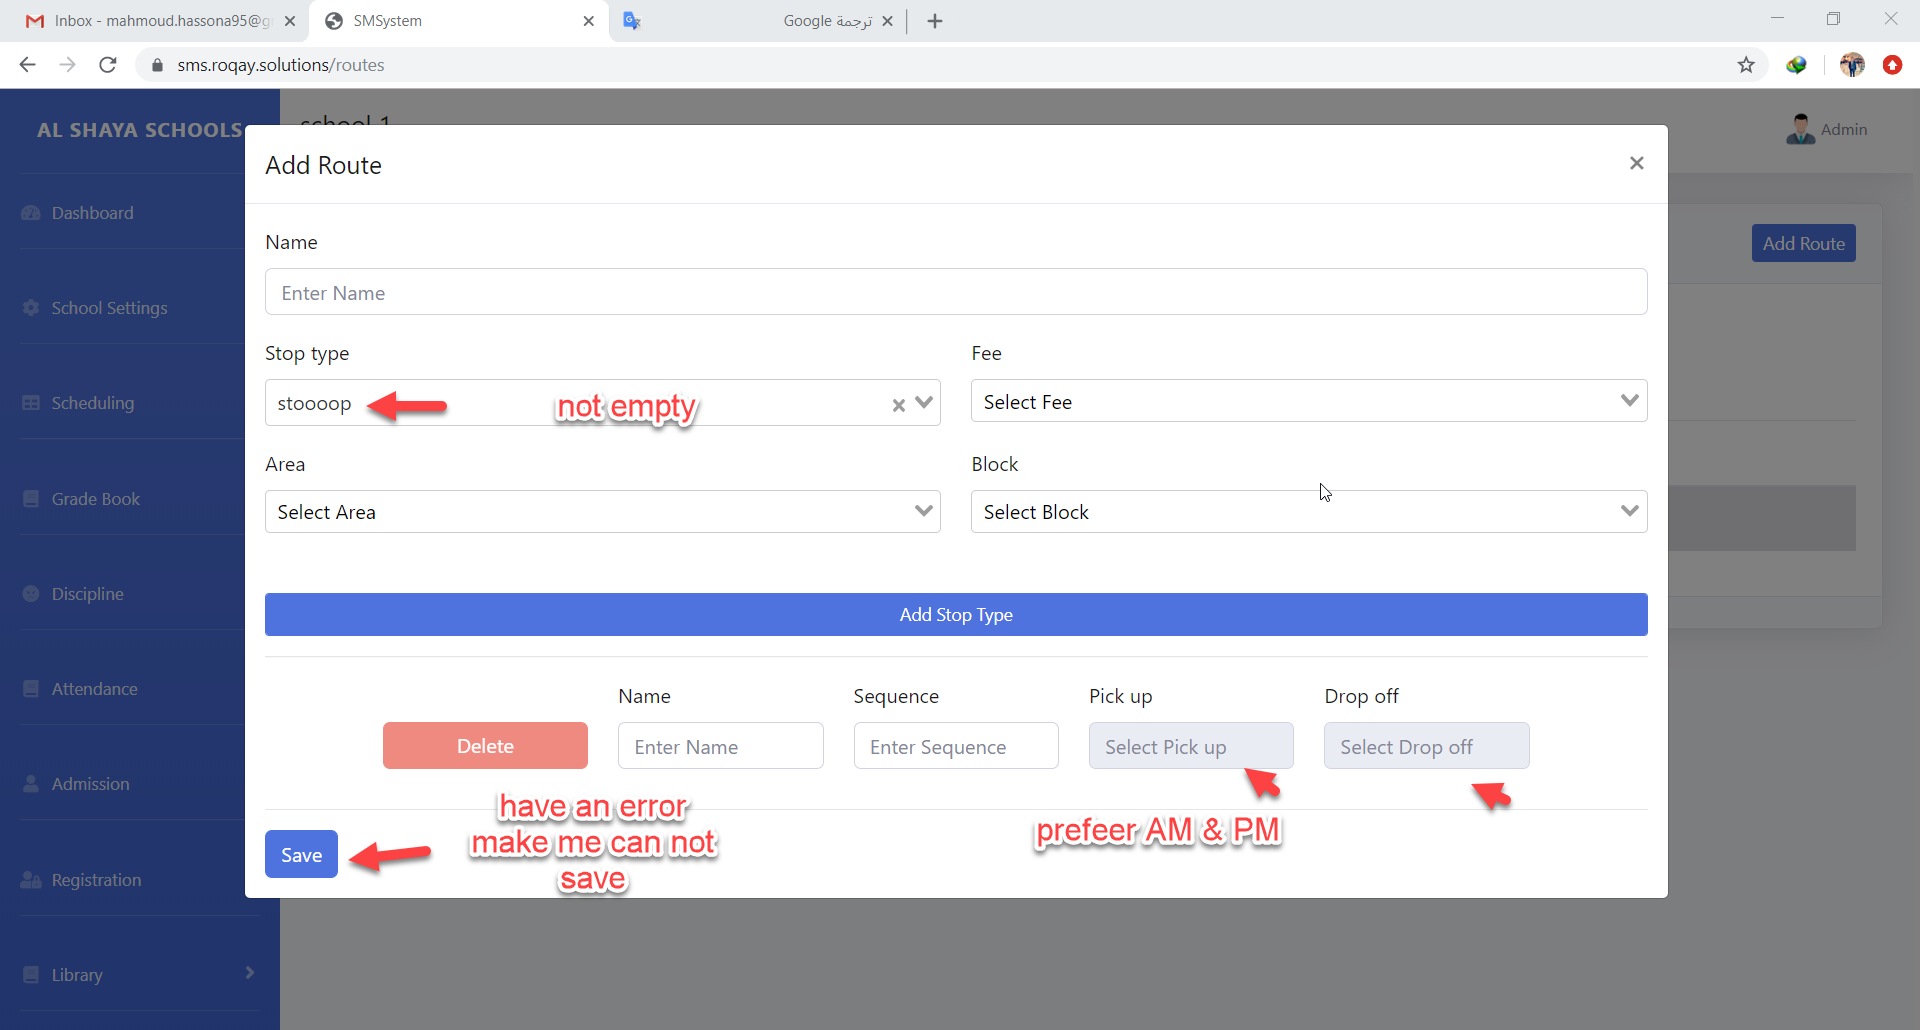 Inbox - mahmoud.hassona95@g
SMSystem
ترجمة Google
sms.roqay.solutions/routes
AL SHAYA SCHOOLS
school 1
Admin
Add Route
Dashboard
School Settings
Scheduling
Grade Book
Discipline
Attendance
Admission
Registration
Library
Add Route
Name
Enter Name
Stop type
Fee
stoooop
not empty
Select Fee
Area
Block
Select Area
Select Block
Add Stop Type
Name
Sequence
Pick up
Drop off
Delete
Enter Name
Enter Sequence
Select Pick up
Select Drop off
have an error
make me can not
save
prefeer AM & PM
Save